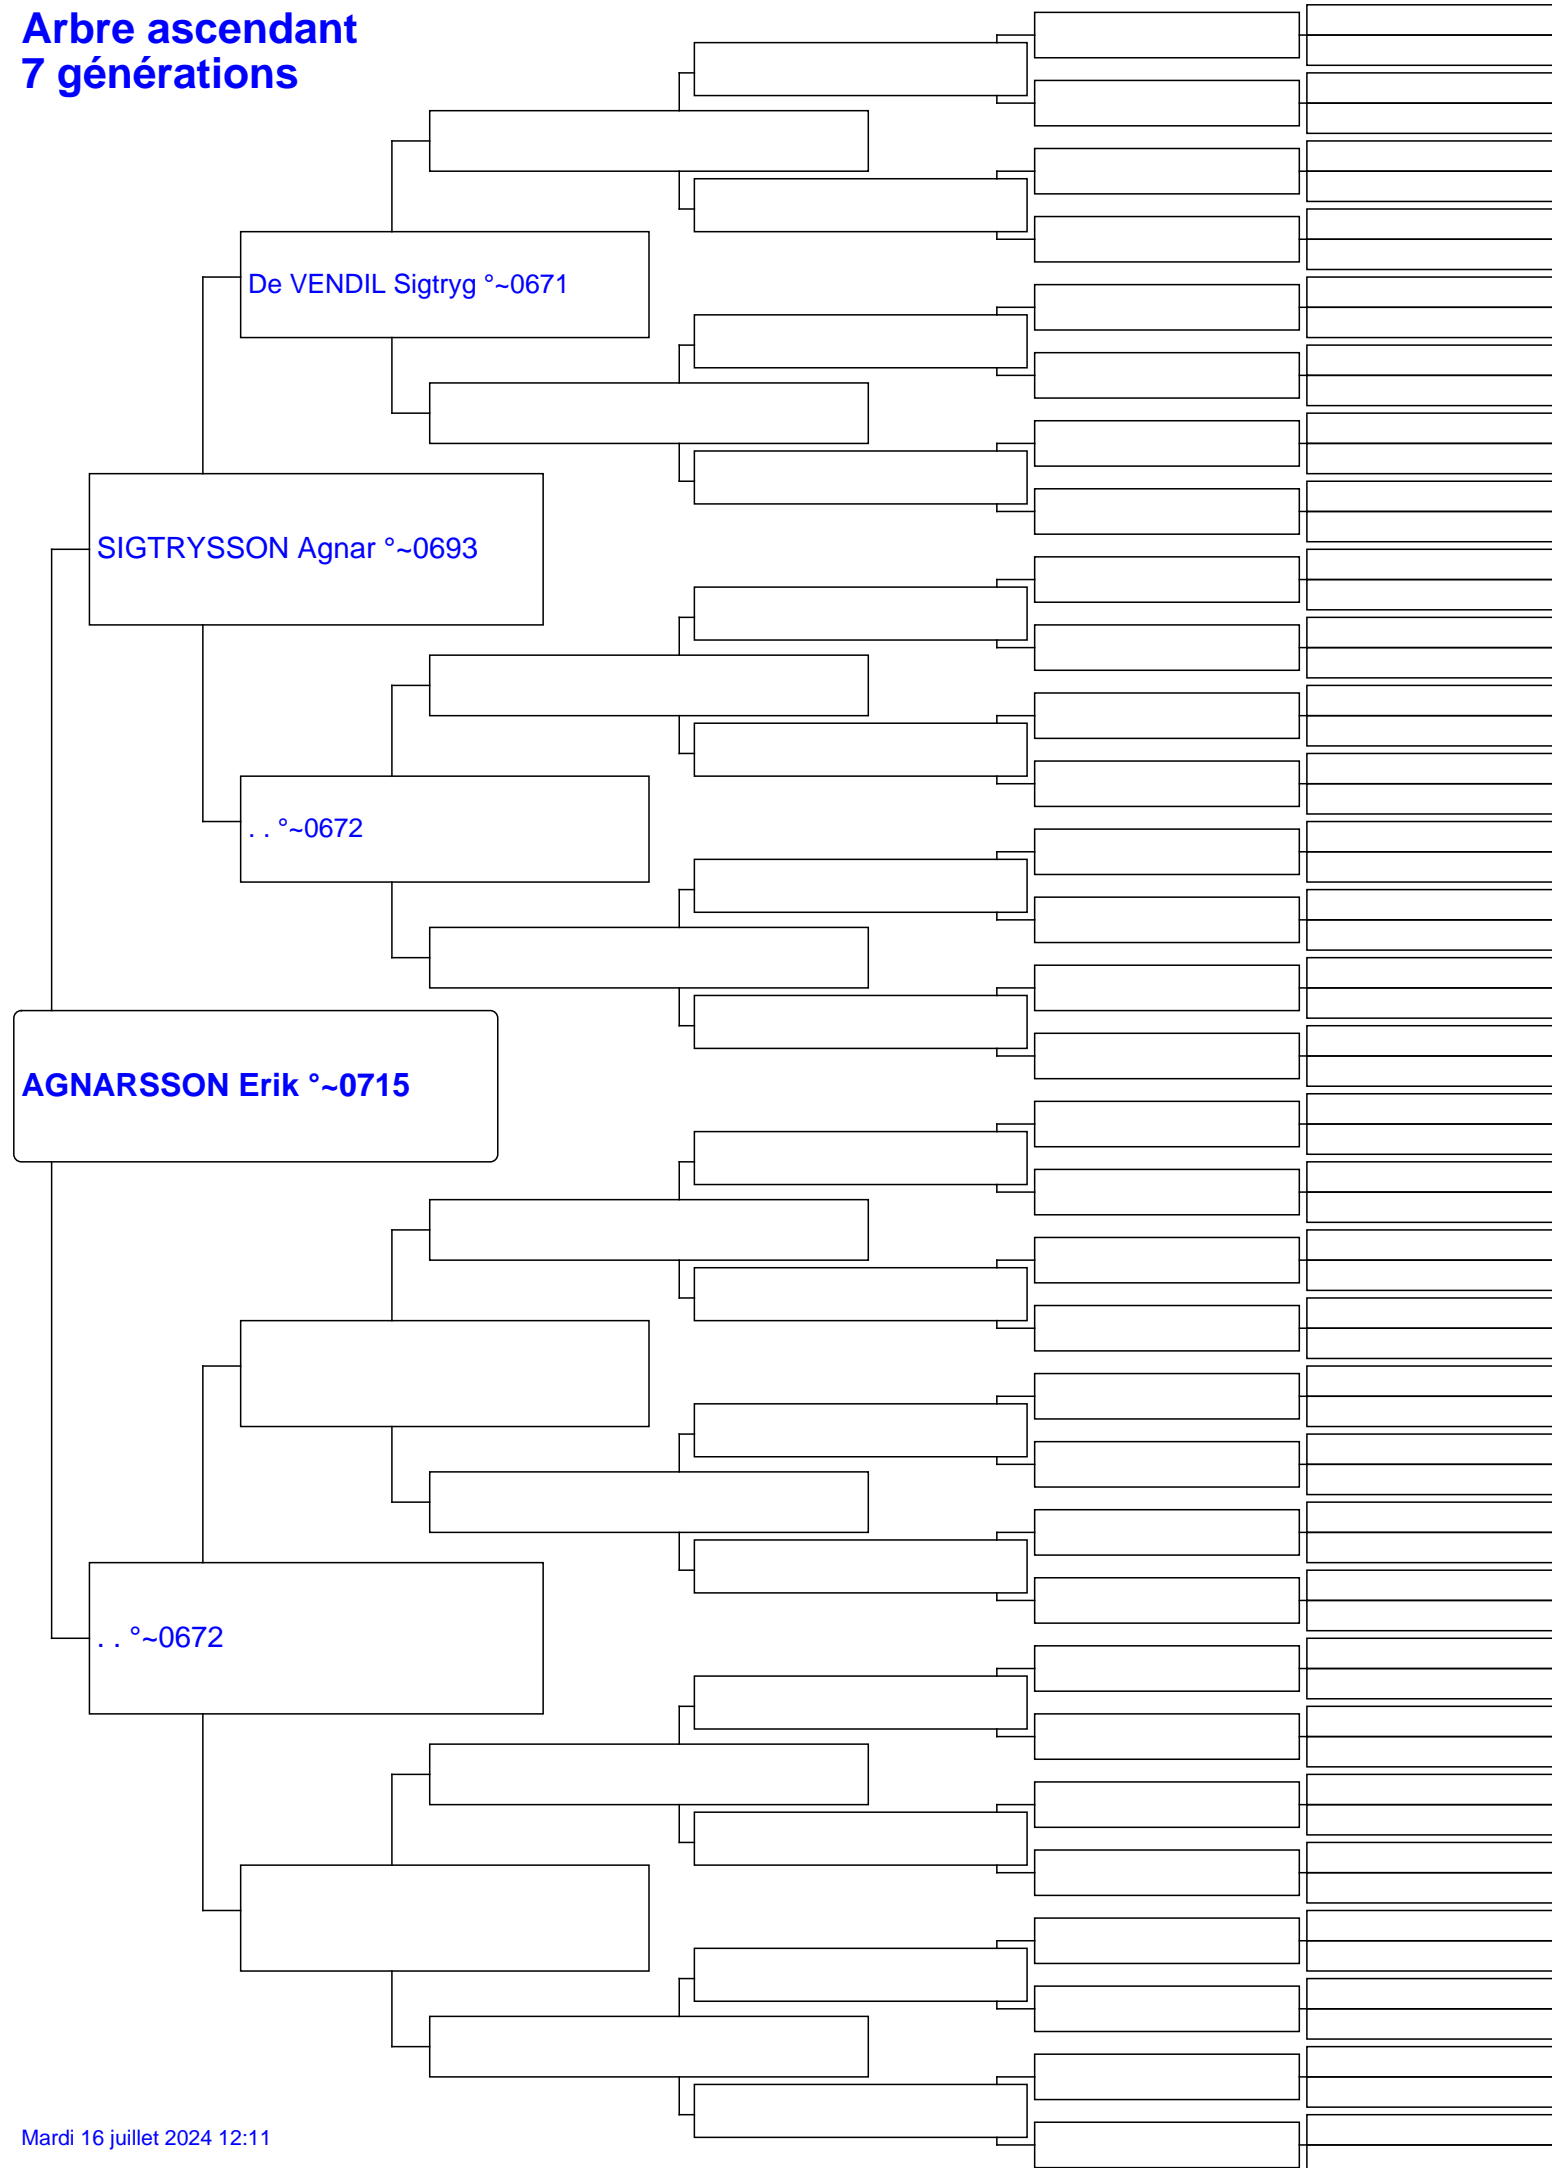 Arbre ascendant
7 générations
De VENDIL Sigtryg °~0671
SIGTRYSSON Agnar °~0693
. . °~0672
AGNARSSON Erik °~0715
. . °~0672
Mardi 16 juillet 2024 12:11